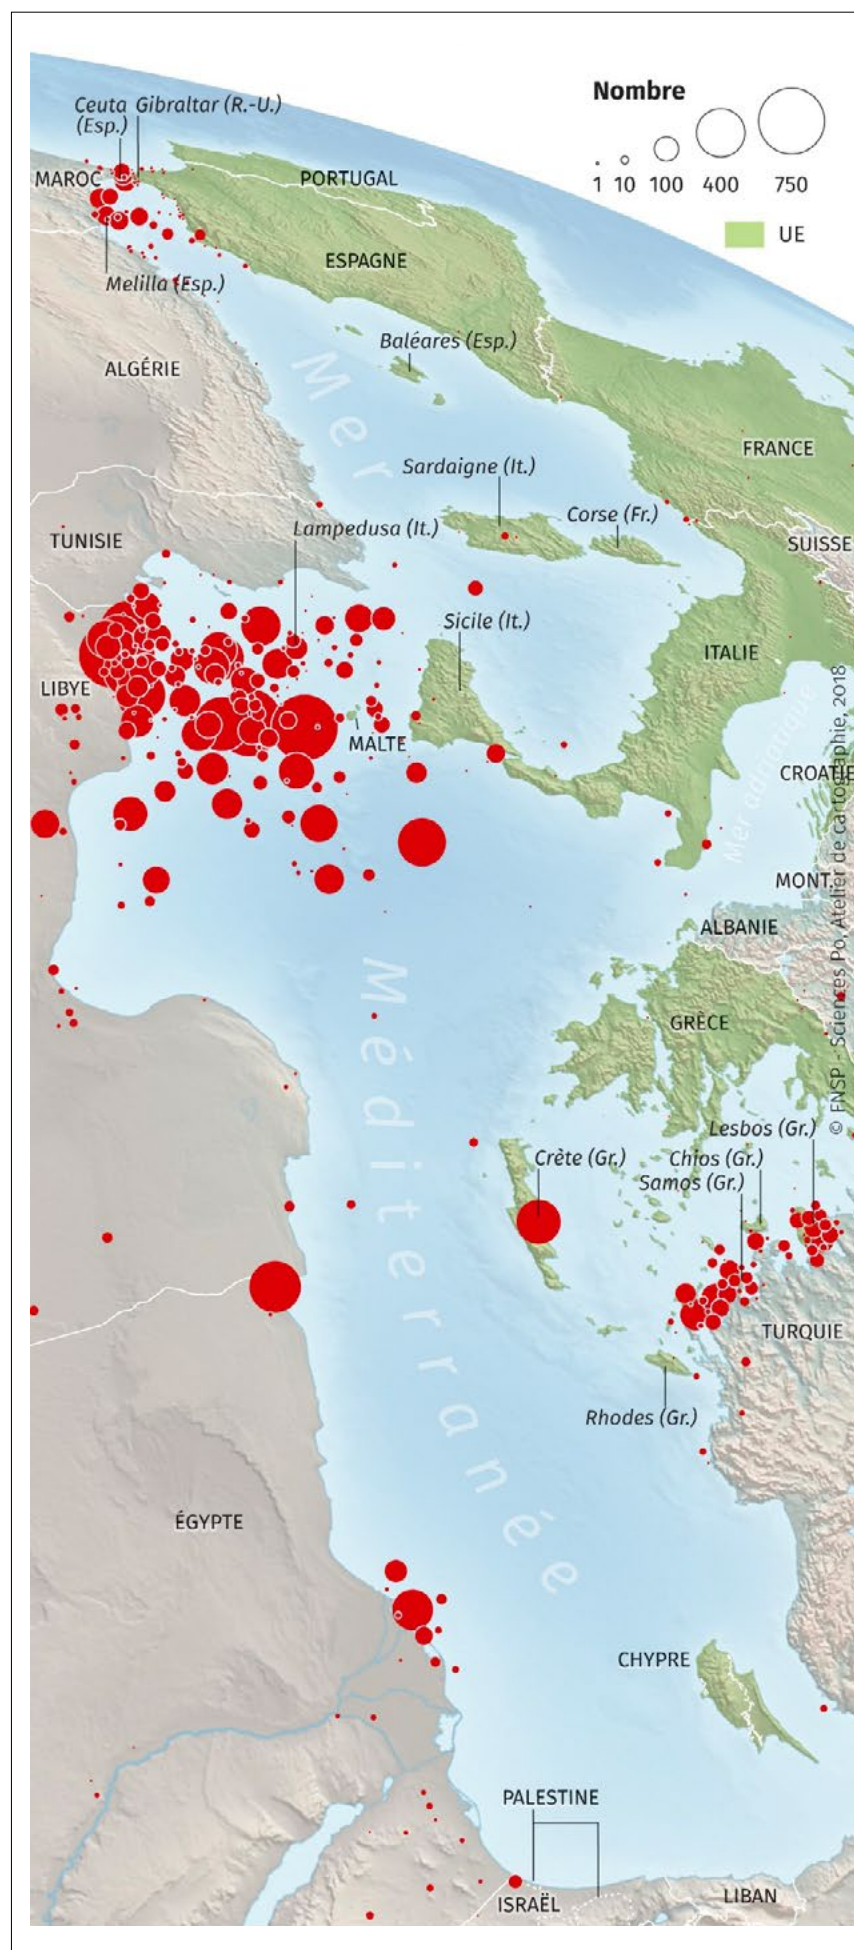 Nombre
1 10 100 400 750
UE
Ceuta
(Esp.)
Gibraltar (R.-U.)
MAROC
PORTUGAL
ESPAGNE
Melilla (Esp.)
ALGÉRIE
Baléares (Esp.)
Mer
FRANCE
Sardaigne (It.)
Corse (Fr.)
Lampedusa (It.)
TUNISIE
SUISSE
Sicile (It.)
ITALIE
LIBYE
MALTE
CROATIE
Mer adriatique
MONT.
ALBANIE
Méditerranée
GRÈCE
© FNSP - Sciences Po, Atelier de cartographie, 2018
Lesbos (Gr.)
Crète (Gr.)
Chios (Gr.)
Samos (Gr.)
TURQUIE
Rhodes (Gr.)
ÉGYPTE
CHYPRE
PALESTINE
ISRAËL
LIBAN